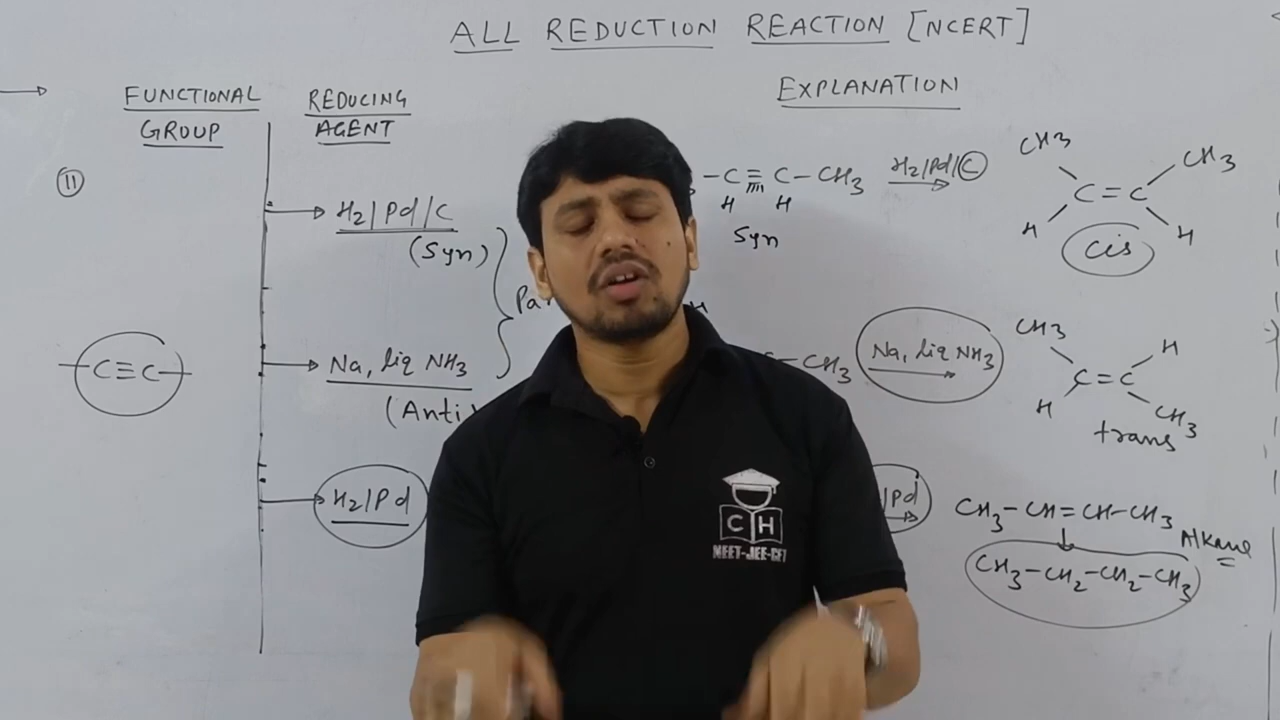 ALL REDUCTION REACTION [NCERT]
FUNCTIONAL GROUP
REDUCING AGENT
EXPLANATION
11
H2/Pd/C
(Syn)
–C≡C–CH3
H H
Syn
H2/Pd/C
CH3 CH3
C=C
H H
cis
–C≡C–
Na, liq NH3
(Anti
C–CH3
Na, liq NH3
CH3 H
C=C
H CH3
trans
H2/Pd
/Pd
CH3–CH=CH–CH3
Alkane
CH3–CH2–CH2–CH3
C H
NEET-JEE-CET